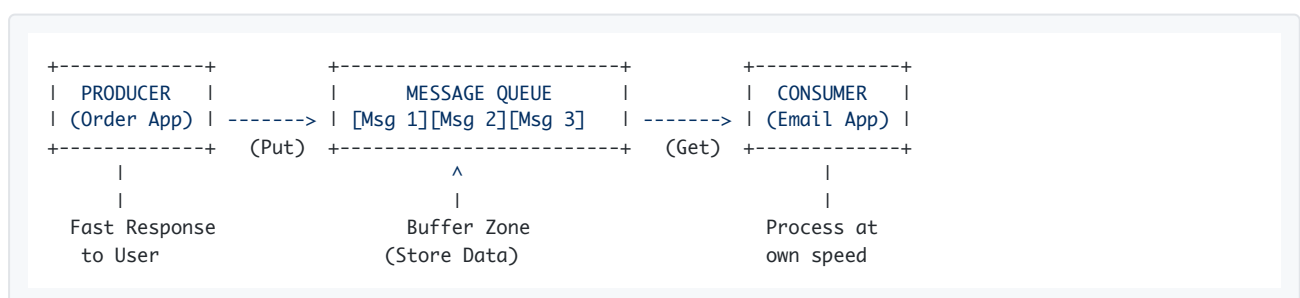 +-------------+ +-------------------------+ +-------------+
| PRODUCER | | MESSAGE QUEUE | | CONSUMER |
| (Order App) | -------> | [Msg 1][Msg 2][Msg 3] | -------> | (Email App) |
+-------------+ (Put) +-------------------------+ (Get) +-------------+
| ^ |
| | |
Fast Response Buffer Zone Process at
to User (Store Data) own speed